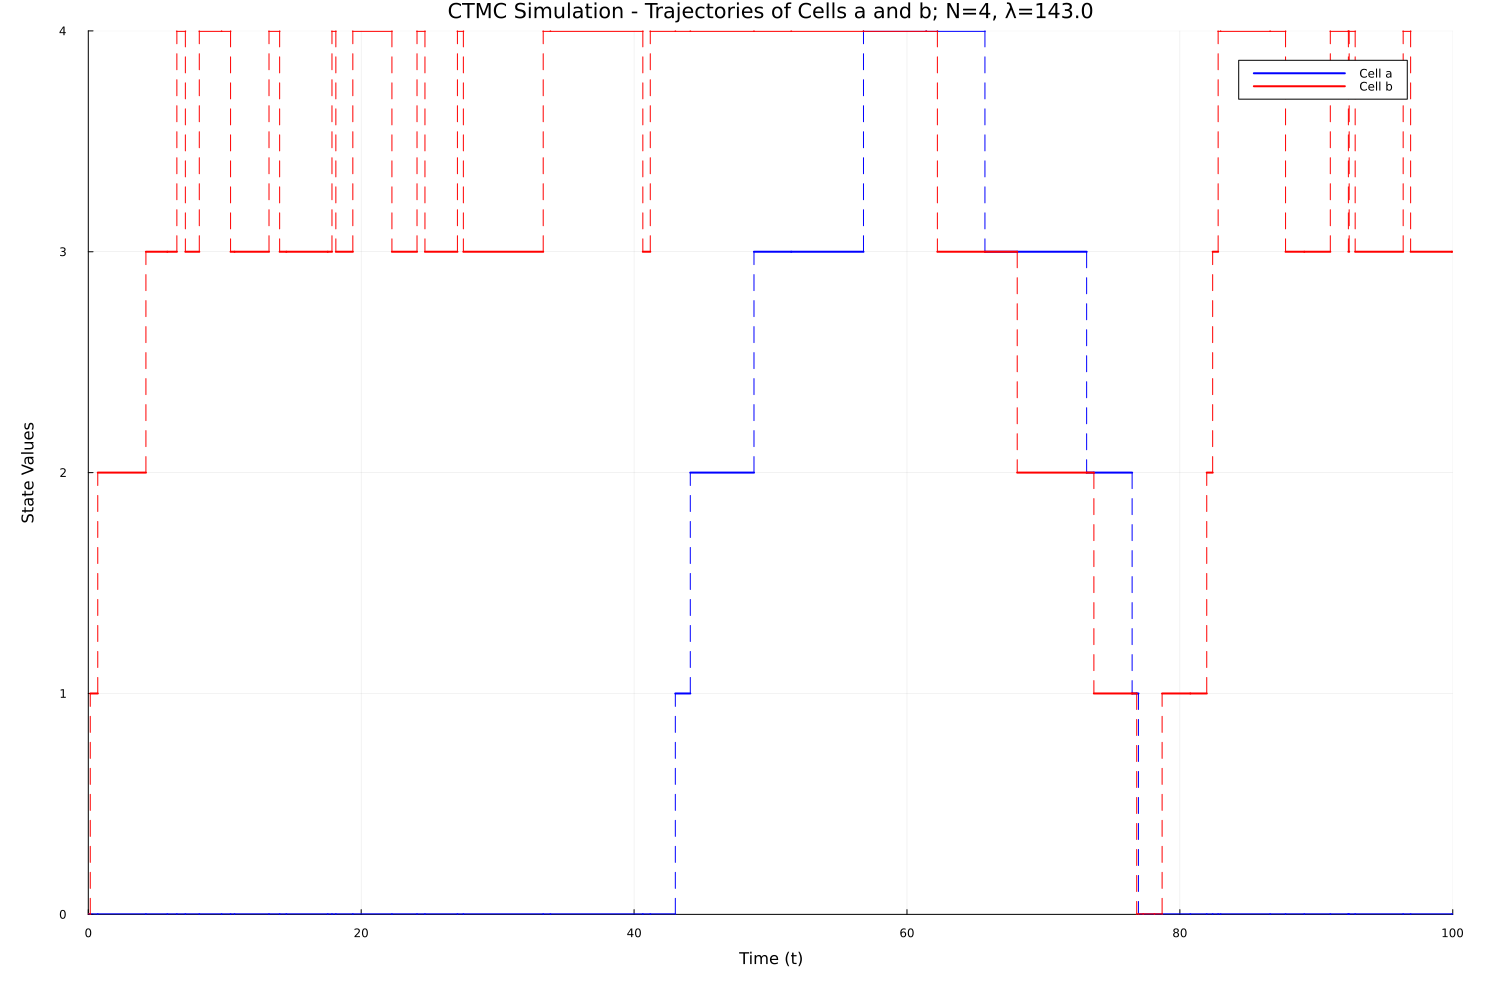 CTMC Simulation - Trajectories of Cells a and b; N=4, λ=143.0
4
Cell a
Cell b
3
State Values
2
1
0
0 20 40 60 80 100
Time (t)